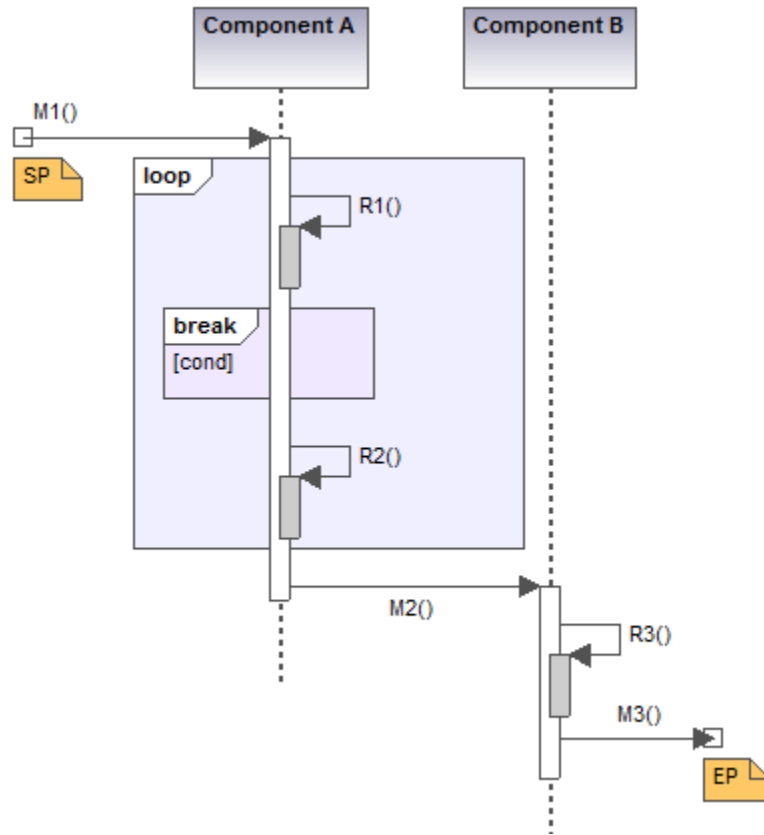 Component A
Component B
M1()
SP
loop
R1()
break
[cond]
R2()
M2()
R3()
M3()
EP